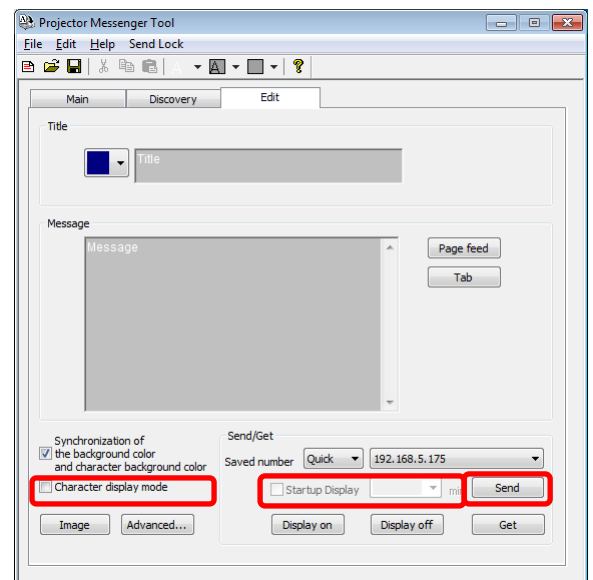 Projector Messenger Tool
File Edit Help Send Lock
A A ?
Main Discovery Edit
Title
Title
Message
Message
Page feed
Tab
Synchronization of
the background color
and character background color
Character display mode
Image Advanced...
Send/Get
Saved number Quick 192.168.5.175
Startup Display Send
Display on Display off Get